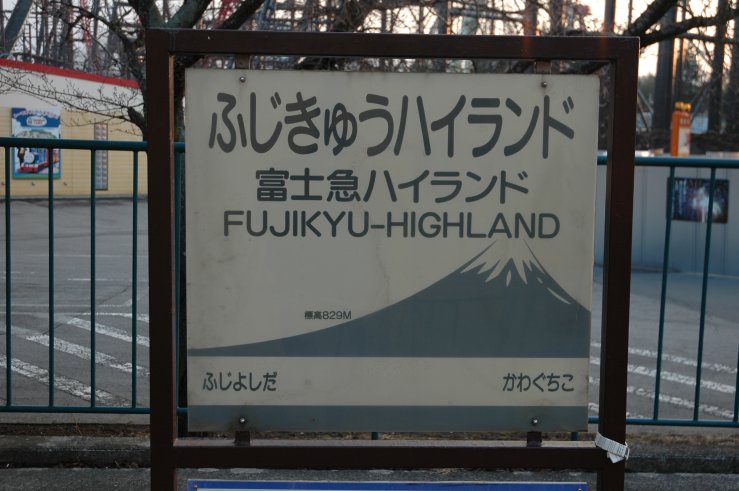 ふじきゅうハイランド
富士急ハイランド
FUJIKYU-HIGHLAND
標高829M
ふじよしだ
かわぐちこ